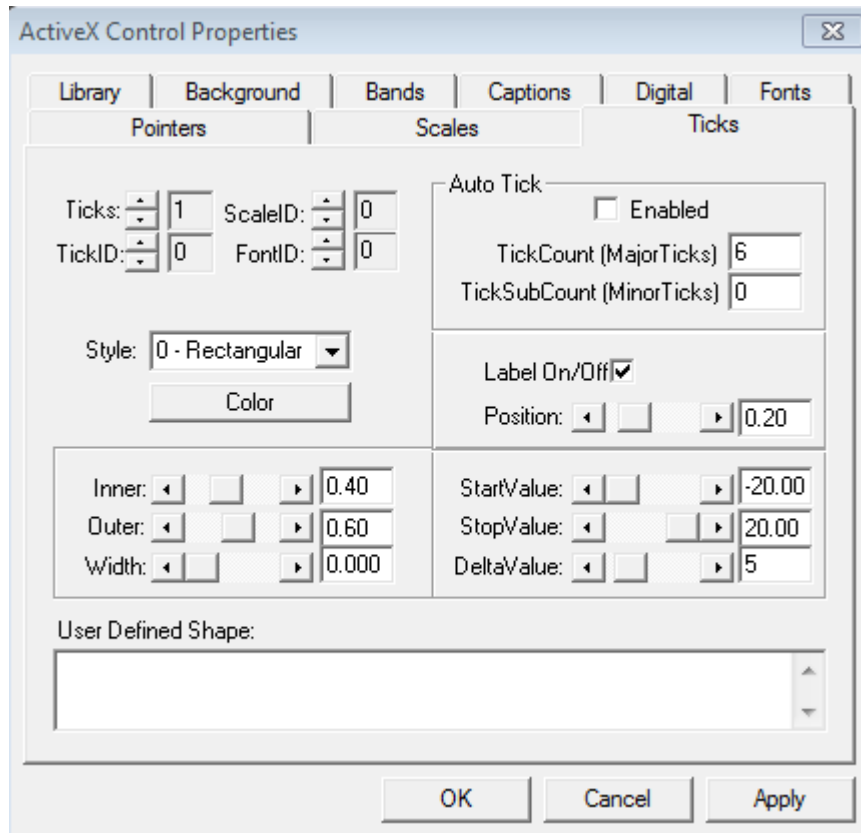 ActiveX Control Properties
Library Background Bands Captions Digital Fonts
Pointers Scales Ticks
Ticks: 1 ScaleID: 0
TickID: 0 FontID: 0
Auto Tick
Enabled
TickCount (MajorTicks) 6
TickSubCount (MinorTicks) 0
Style: 0 - Rectangular
Color
Label On/Off
Position: 0.20
Inner: 0.40
Outer: 0.60
Width: 0.000
StartValue: -20.00
StopValue: 20.00
DeltaValue: 5
User Defined Shape:
OK Cancel Apply